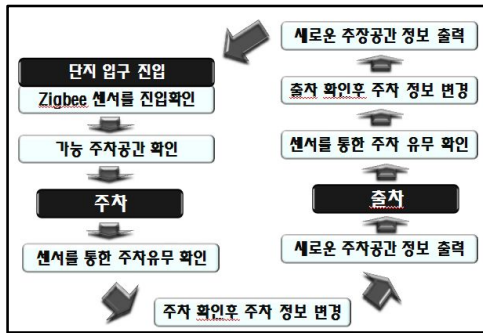 단지 입구 진입
Zigbee 센서를 진입확인
가능 주차공간 확인
주차
센서를 통한 주차유무 확인
주차 확인후 주차 정보 변경
새로운 주차공간 정보 출력
출차
센서를 통한 주차 유무 확인
출차 확인후 주차 정보 변경
새로운 주장공간 정보 출력